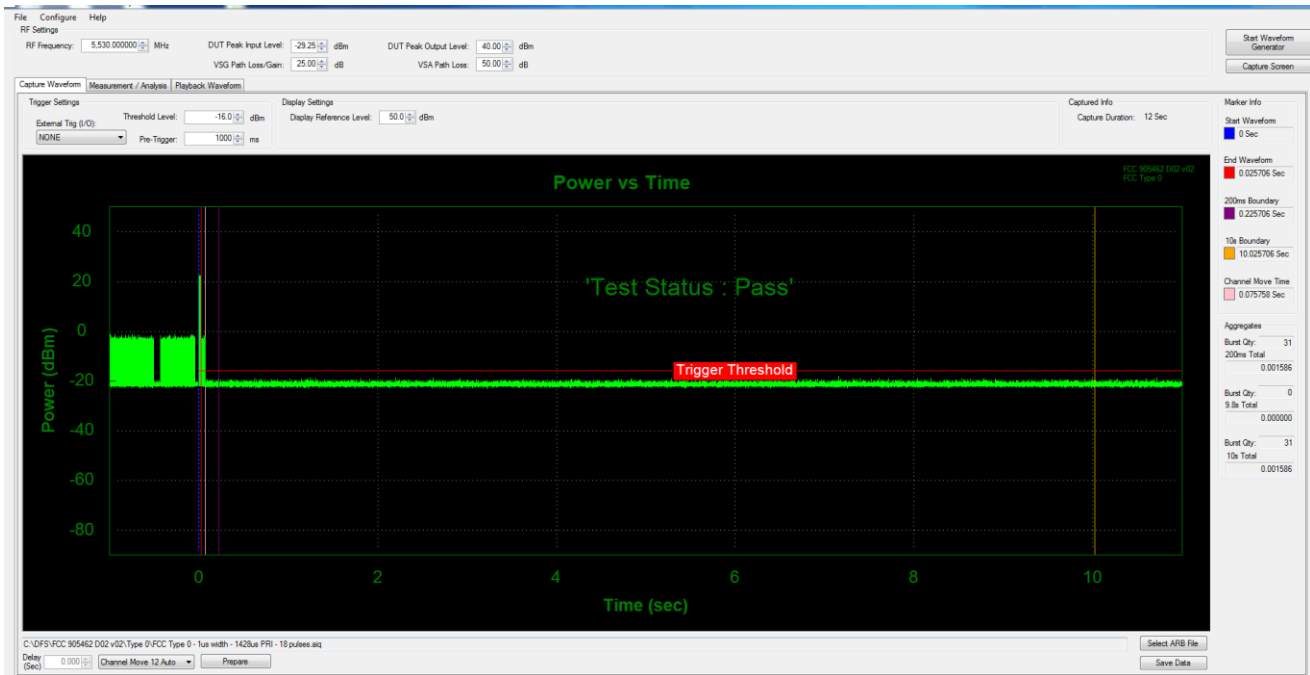 File Configure Help
RF Settings
RF Frequency: 5,530.000000 MHz DUT Peak Input Level: -29.25 dBm DUT Peak Output Level: 40.00 dBm
VSG Path Loss/Gain: 25.00 dB VSA Path Loss: 50.00 dB
Start Waveform
Generator
Capture Screen
Capture Waveform Measurement / Analysis Playback Waveform
Trigger Settings
External Trig (I/O):
NONE
Threshold Level: -16.0 dBm
Pre-Trigger: 1000 ms
Display Settings
Display Reference Level: 50.0 dBm
Captured Info
Capture Duration: 12 Sec
Marker Info
Start Waveform
0 Sec
End Waveform
0.025706 Sec
200ms Boundary
0.225706 Sec
10s Boundary
10.025706 Sec
Channel Move Time
0.075758 Sec
Aggregates
Burst Qty: 31
200ms Total
0.001586
Burst Qty: 0
9.8s Total
0.000000
Burst Qty: 31
10s Total
0.001586
Power vs Time
FCC 905462 D02 v02
FCC Type 0
'Test Status : Pass'
Trigger Threshold
Power (dBm)
40
20
0
-20
-40
-60
-80
0 2 4 6 8 10
Time (sec)
C:\DFS\FCC 905462 D02 v02\Type 0\FCC Type 0 - 1us width - 1428us PRI - 18 pulses.aiq
Select ARB File
Delay
(Sec) 0.000 Channel Move 12 Auto Prepare
Save Data